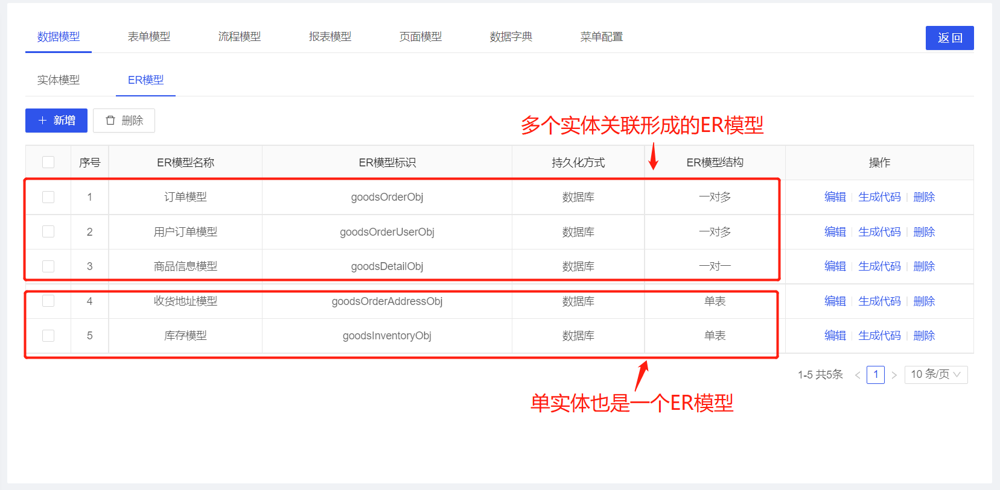 数据模型 表单模型 流程模型 报表模型 页面模型 数据字典 菜单配置 返回
实体模型 ER模型
+ 新增 删除
多个实体关联形成的ER模型
序号 ER模型名称 ER模型标识 持久化方式 ER模型结构 操作
1 订单模型 goodsOrderObj 数据库 一对多 编辑 生成代码 删除
2 用户订单模型 goodsOrderUserObj 数据库 一对多 编辑 生成代码 删除
3 商品信息模型 goodsDetailObj 数据库 一对一 编辑 生成代码 删除
4 收货地址模型 goodsOrderAddressObj 数据库 单表 编辑 生成代码 删除
5 库存模型 goodsInventoryObj 数据库 单表 编辑 生成代码 删除
1-5 共5条 < 1 > 10 条/页
单实体也是一个ER模型